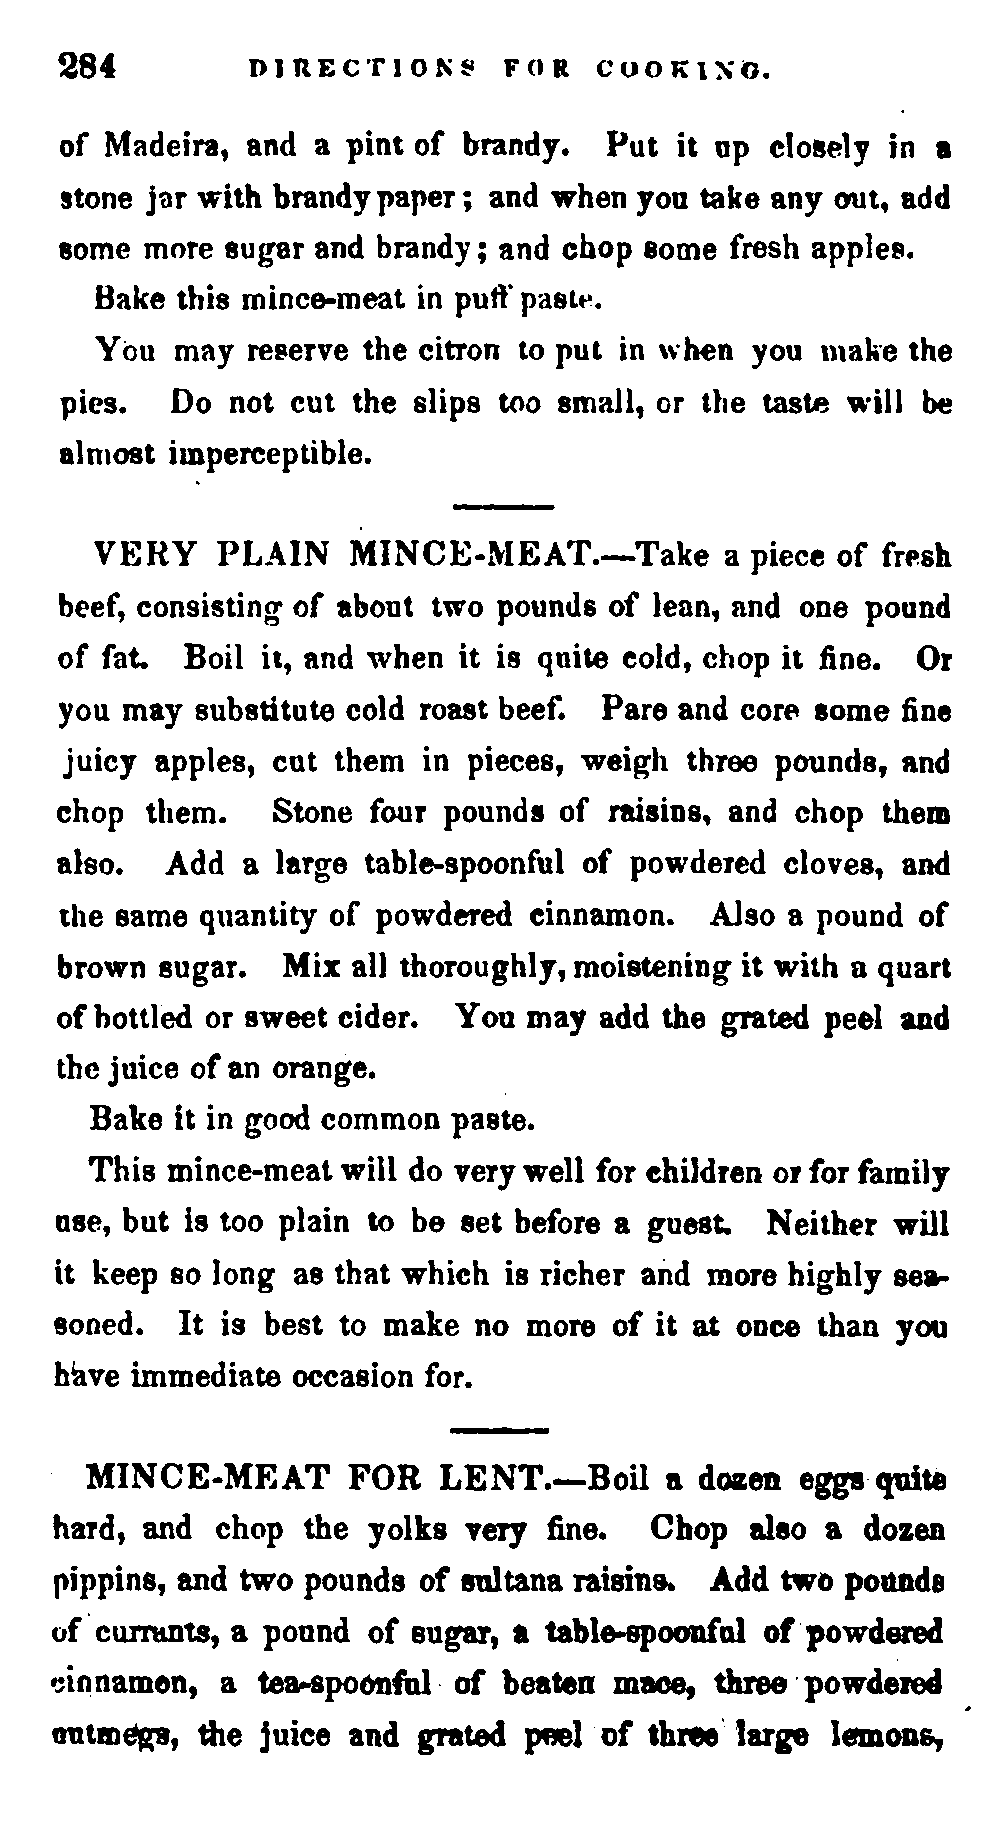 284 DIRECTIONS FOR COOKING.
of Madeira, and a pint of brandy. Put it up closely in a
stone jar with brandy paper; and when you take any out, add
some more sugar and brandy; and chop some fresh apples.
Bake this mince-meat in puff paste.
You may reserve the citron to put in when you make the
pies. Do not cut the slips too small, or the taste will be
almost imperceptible.
VERY PLAIN MINCE-MEAT.—Take a piece of fresh
beef, consisting of about two pounds of lean, and one pound
of fat. Boil it, and when it is quite cold, chop it fine. Or
you may substitute cold roast beef. Pare and core some fine
juicy apples, cut them in pieces, weigh three pounds, and
chop them. Stone four pounds of raisins, and chop them
also. Add a large table-spoonful of powdered cloves, and
the same quantity of powdered cinnamon. Also a pound of
brown sugar. Mix all thoroughly, moistening it with a quart
of bottled or sweet cider. You may add the grated peel and
the juice of an orange.
Bake it in good common paste.
This mince-meat will do very well for children or for family
use, but is too plain to be set before a guest. Neither will
it keep so long as that which is richer and more highly sea-
soned. It is best to make no more of it at once than you
have immediate occasion for.
MINCE-MEAT FOR LENT.—Boil a dozen eggs quite
hard, and chop the yolks very fine. Chop also a dozen
pippins, and two pounds of sultana raisins. Add two pounds
of currants, a pound of sugar, a table-spoonful of powdered
cinnamon, a tea-spoonful of beaten mace, three powdered
nutmegs, the juice and grated peel of three large lemons,